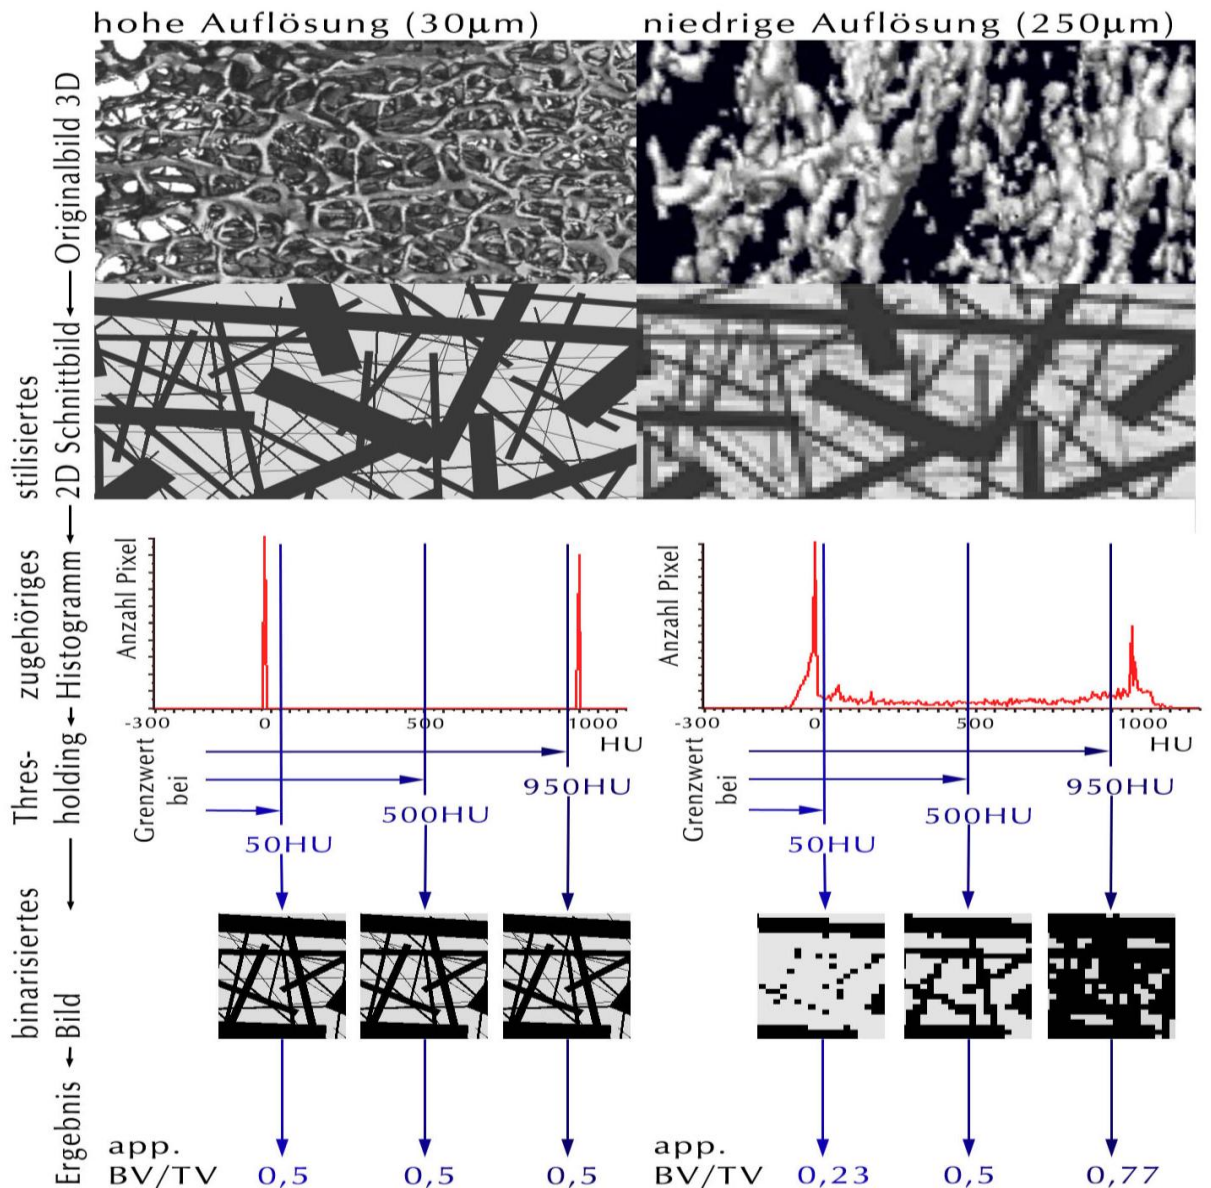 hohe Auflösung (30µm)
niedrige Auflösung (250µm)
Originalbild 3D
stilisiertes
2D Schnittbild
zugehöriges
Histogramm
Thres-
holding
binarisiertes
Bild
Ergebnis
Anzahl Pixel
-300 0 500 1000
HU
Grenzwert
bei
950HU
500HU
50HU
Anzahl Pixel
-300 0 500 1000
HU
Grenzwert
bei
950HU
500HU
50HU
app.
BV/TV 0,5 0,5 0,5
app.
BV/TV 0,23 0,5 0,77